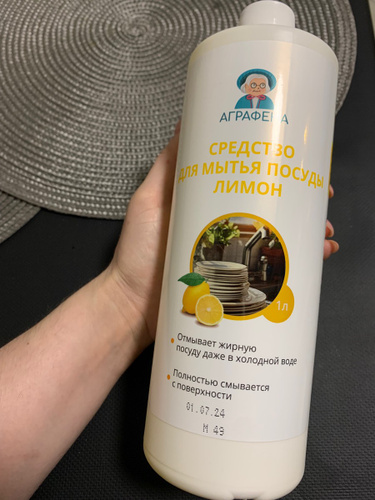 АГРАФЕНА
СРЕДСТВО
ДЛЯ МЫТЬЯ ПОСУДЫ
ЛИМОН
1 л
Отмывает жирную
посуду даже в холодной воде
Полностью смывается
с поверхности
01.07.24
М 49